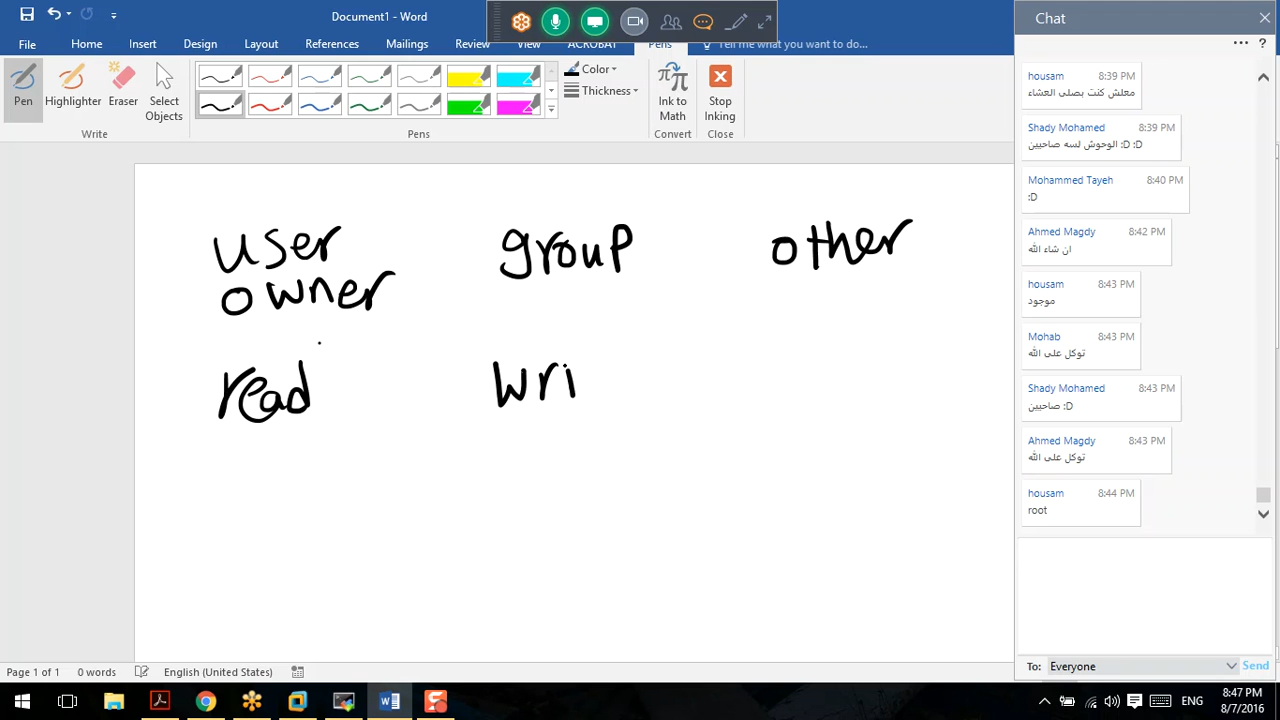 Document1 - Word
File Home Insert Design Layout References Mailings Review View ACROBAT Pens Tell me what you want to do...
Pen Highlighter Eraser Select Objects
Color
Thickness
Ink to Math
Stop Inking
Write Pens Convert Close
user group other
owner
read wri
Chat
housam 8:39 PM
معلش كنت بصلى العشاء
Shady Mohamed 8:39 PM
الوحوش لسه صاحيين :D :D
Mohammed Tayeh 8:40 PM
:D
Ahmed Magdy 8:42 PM
ان شاء الله
housam 8:43 PM
موجود
Mohab 8:43 PM
توكل على الله
Shady Mohamed 8:43 PM
صاحيين :D
Ahmed Magdy 8:43 PM
توكل على الله
housam 8:44 PM
root
To: Everyone Send
Page 1 of 1 0 words English (United States)
ENG 8:47 PM
8/7/2016